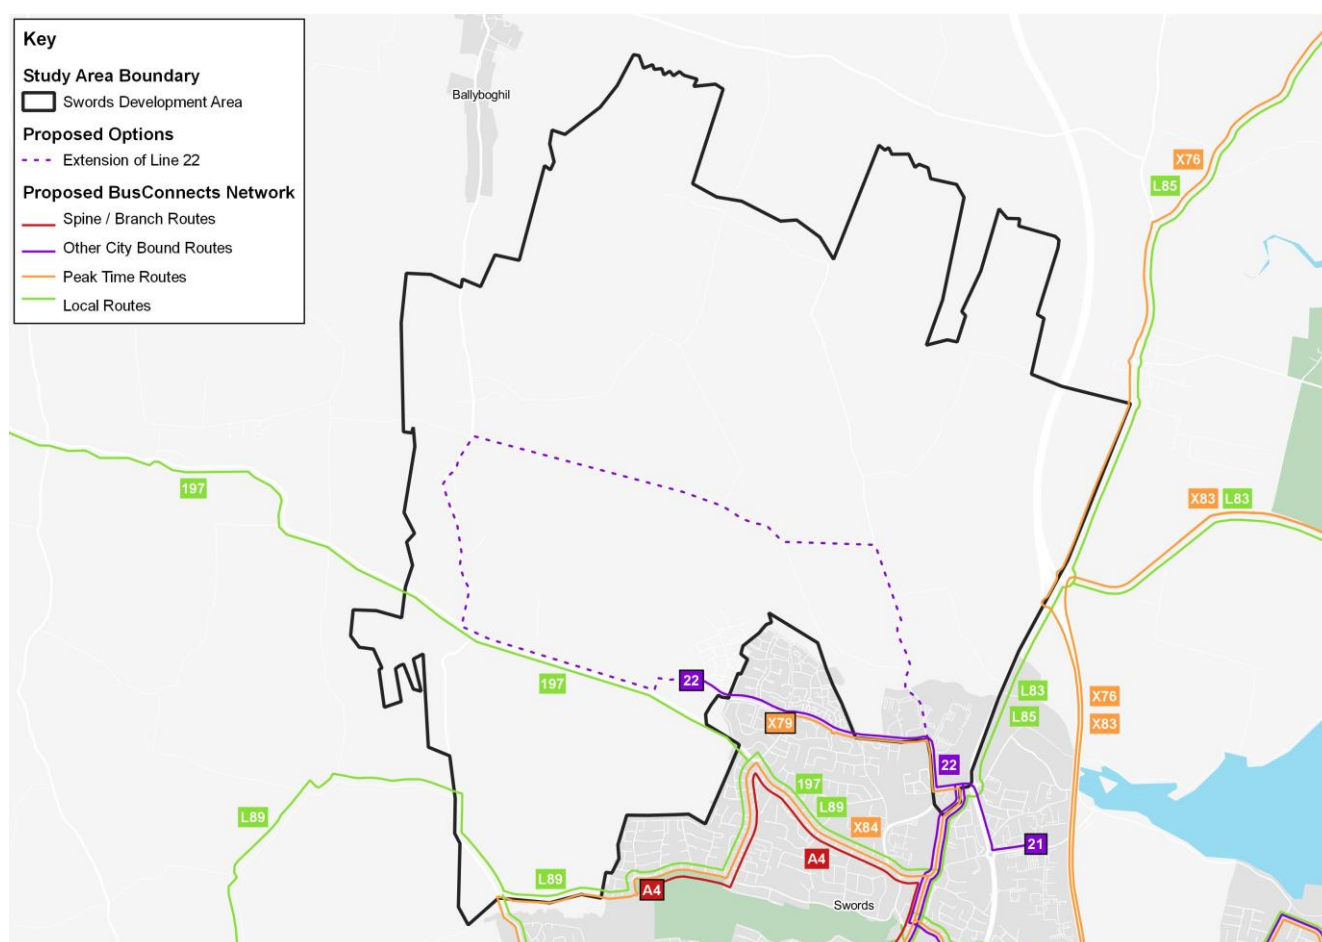 Key
Study Area Boundary
Swords Development Area
Proposed Options
Extension of Line 22
Proposed BusConnects Network
Spine / Branch Routes
Other City Bound Routes
Peak Time Routes
Local Routes
Ballyboghil
X76
L85
197
X83 L83
197
22
L83
X76
L85
X79
X83
22
197
L89
L89
X84
21
A4
L89
A4
Swords